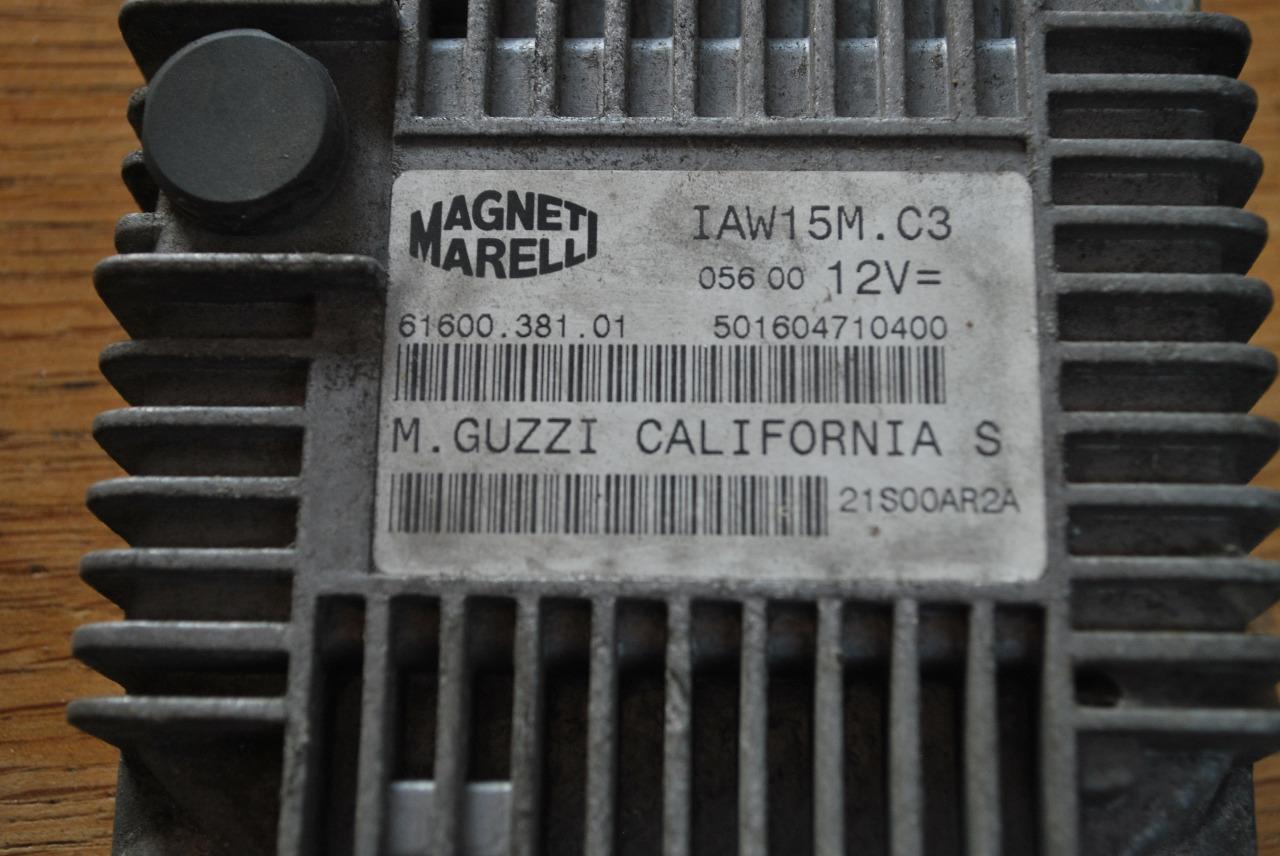 MAGNETI
MARELLI
IAW15M.C3
056 00 12V=
61600.381.01 501604710400
M.GUZZI CALIFORNIA S
21S00AR2A